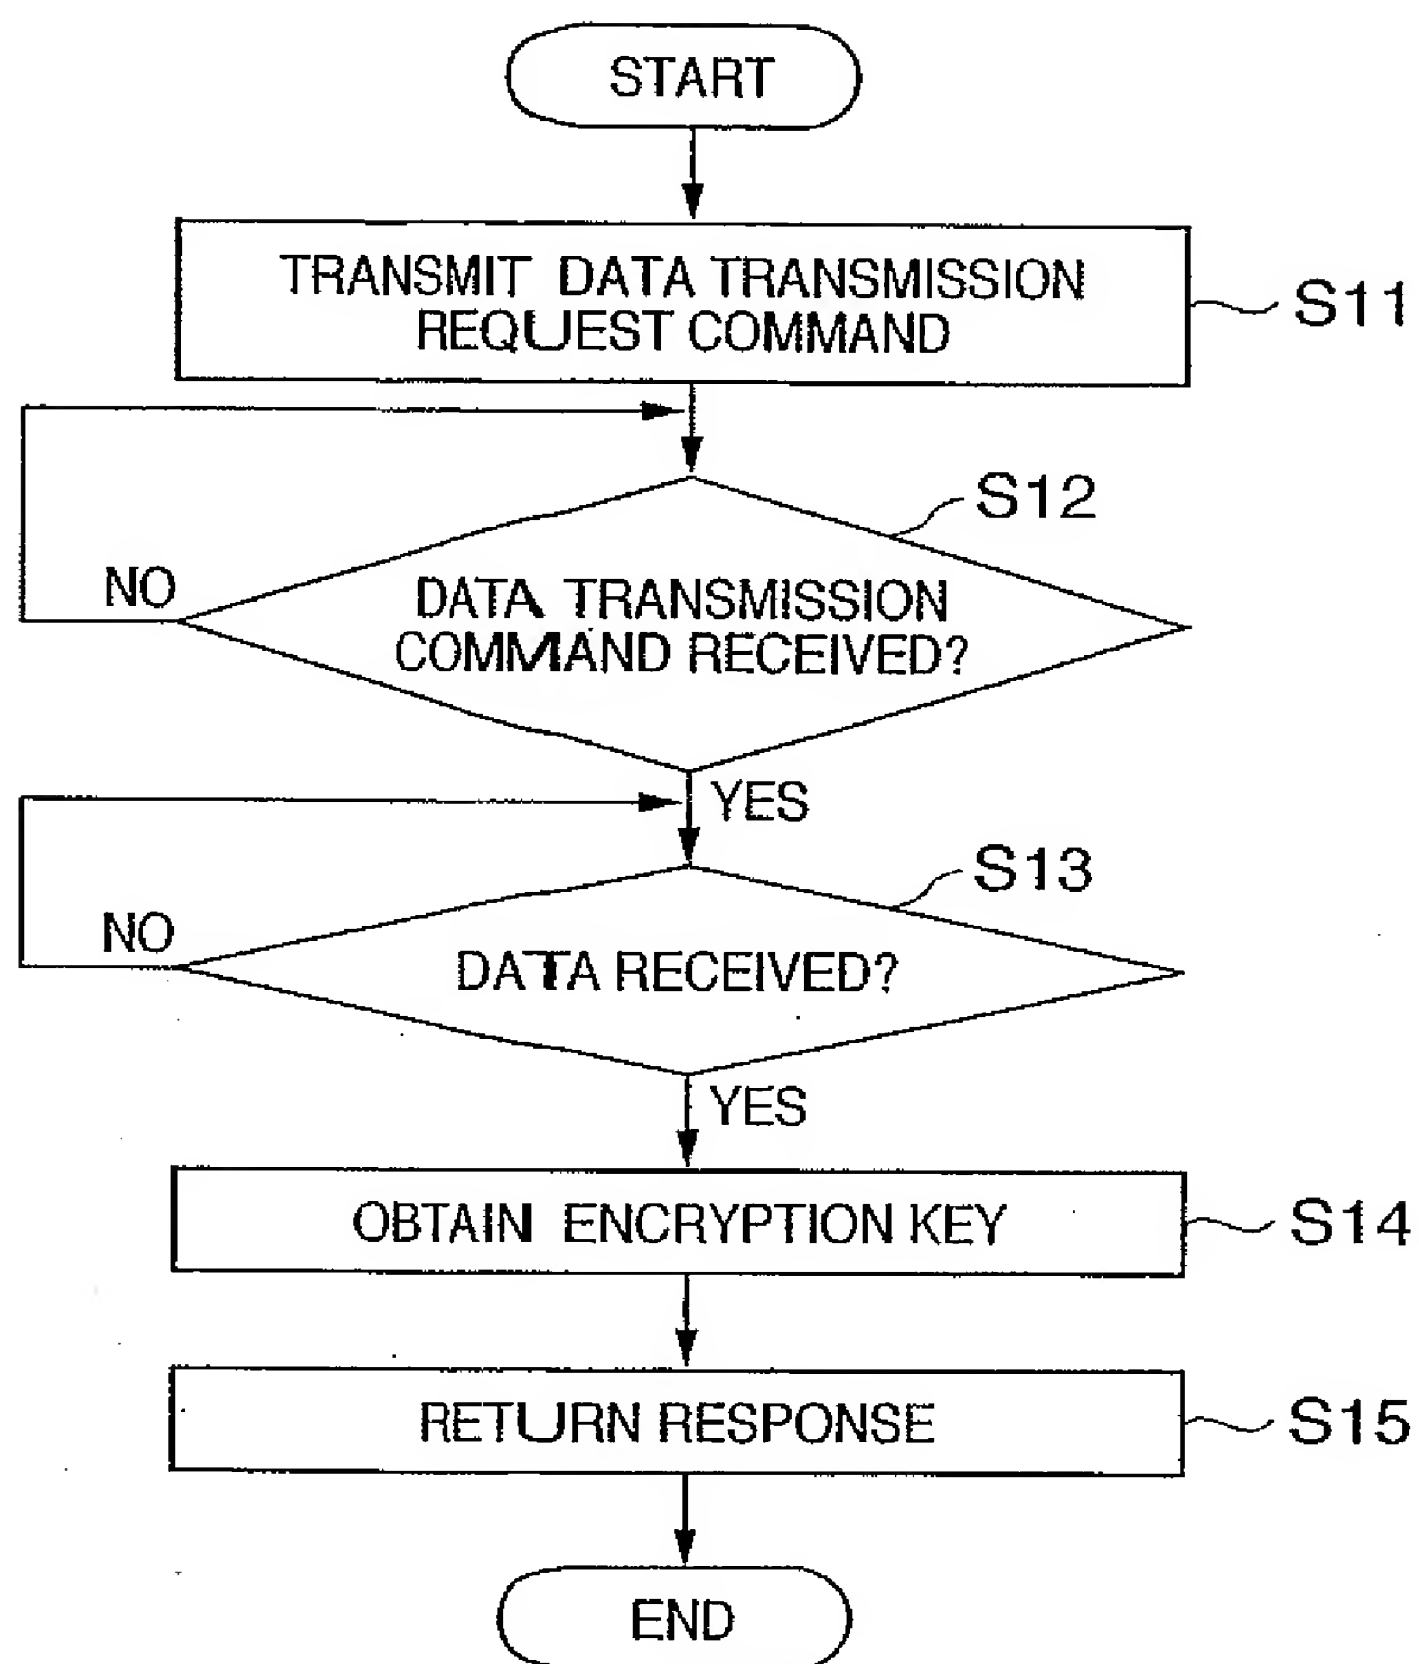 START
TRANSMIT DATA TRANSMISSION
REQUEST COMMAND
S11
S12
NO
DATA TRANSMISSION
COMMAND RECEIVED?
YES
S13
NO
DATA RECEIVED?
YES
OBTAIN ENCRYPTION KEY
S14
RETURN RESPONSE
S15
END